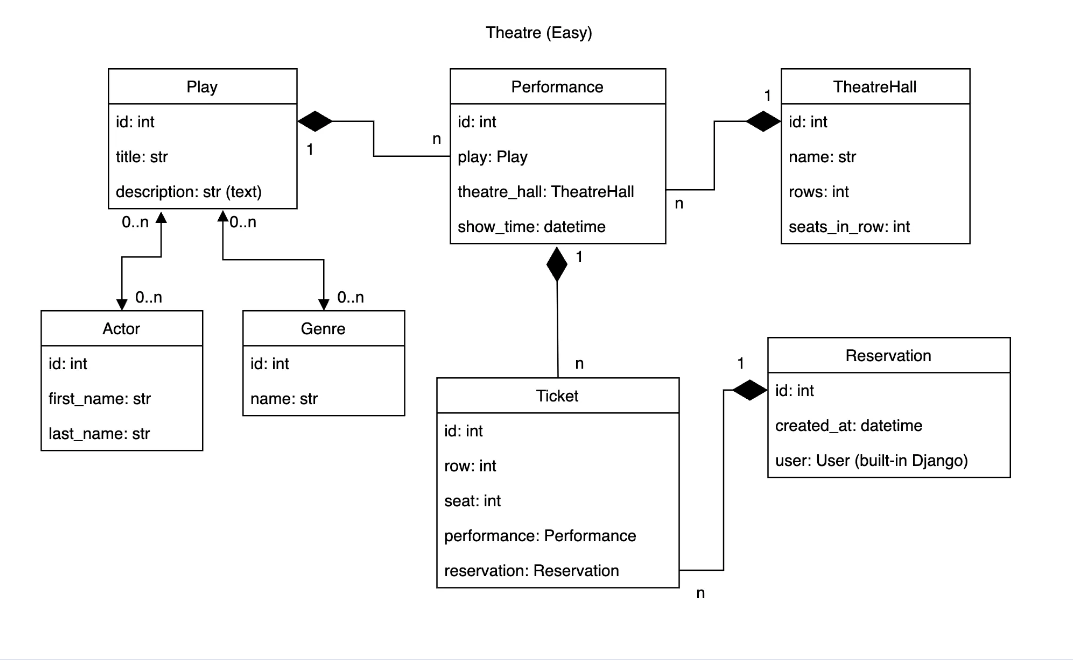 Theatre (Easy)
Play
id: int
title: str
description: str (text)
1
n
Performance
id: int
play: Play
theatre_hall: TheatreHall
show_time: datetime
1
n
TheatreHall
id: int
name: str
rows: int
seats_in_row: int
0..n
0..n
0..n
0..n
Actor
id: int
first_name: str
last_name: str
Genre
id: int
name: str
1
n
Ticket
id: int
row: int
seat: int
performance: Performance
reservation: Reservation
1
n
Reservation
id: int
created_at: datetime
user: User (built-in Django)